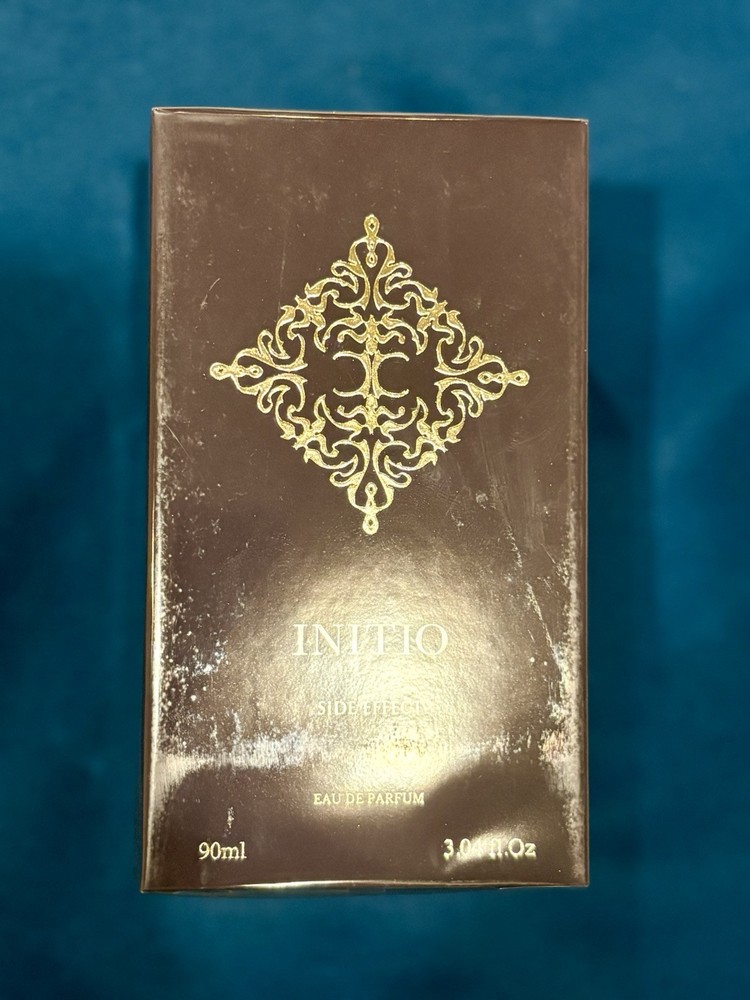 INITIO
SIDE EFFECT
EAU DE PARFUM
90ml
3.04 fl.Oz